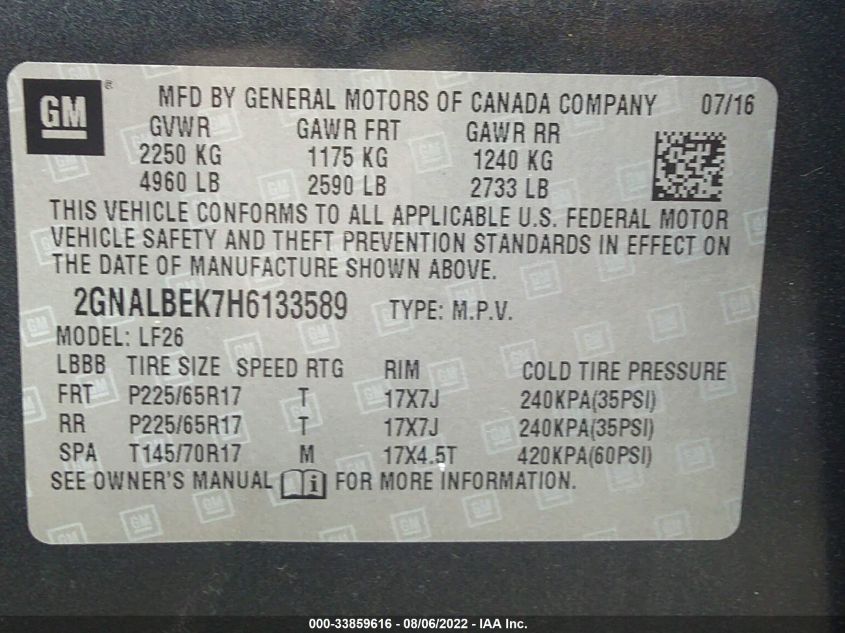 GM ® MFD BY GENERAL MOTORS OF CANADA COMPANY 07/16
GVWR GAWR FRT GAWR RR
2250 KG 1175 KG 1240 KG
4960 LB 2590 LB 2733 LB
THIS VEHICLE CONFORMS TO ALL APPLICABLE U.S. FEDERAL MOTOR
VEHICLE SAFETY AND THEFT PREVENTION STANDARDS IN EFFECT ON
THE DATE OF MANUFACTURE SHOWN ABOVE.
2GNALBEK7H6133589 TYPE: M.P.V.
MODEL: LF26
LBBB TIRE SIZE SPEED RTG RIM COLD TIRE PRESSURE
FRT P225/65R17 T 17X7J 240KPA(35PSI)
RR P225/65R17 T 17X7J 240KPA(35PSI)
SPA T145/70R17 M 17X4.5T 420KPA(60PSI)
SEE OWNER'S MANUAL i FOR MORE INFORMATION.
000-33859616 - 08/06/2022 - IAA Inc.